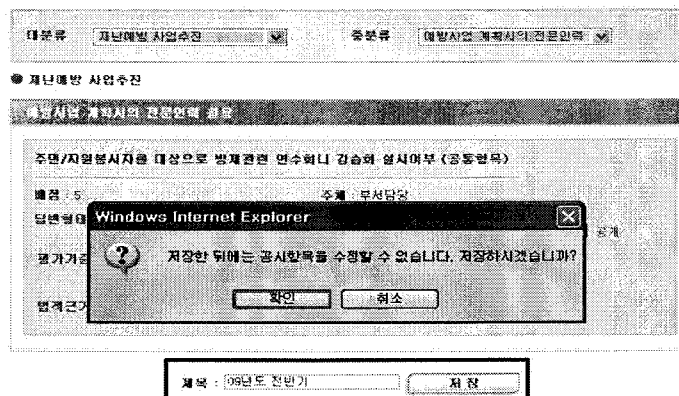 대분류 재난예방 사업추진 중분류 예방사업 계획시의 전문인력
재난예방 사업추진
예방사업 계획시의 전문인력 활용
주민/자원봉사자를 대상으로 방재관련 연수회나 강습회 실시여부 (공통항목)
배점 : 5 주체 : 부서담당
답변형태 공개
Windows Internet Explorer
평가기준
저장한 뒤에는 공시항목을 수정할 수 없습니다. 저장하시겠습니까?
법적근거
확인 취소
제목 : 09년도 전반기 저장